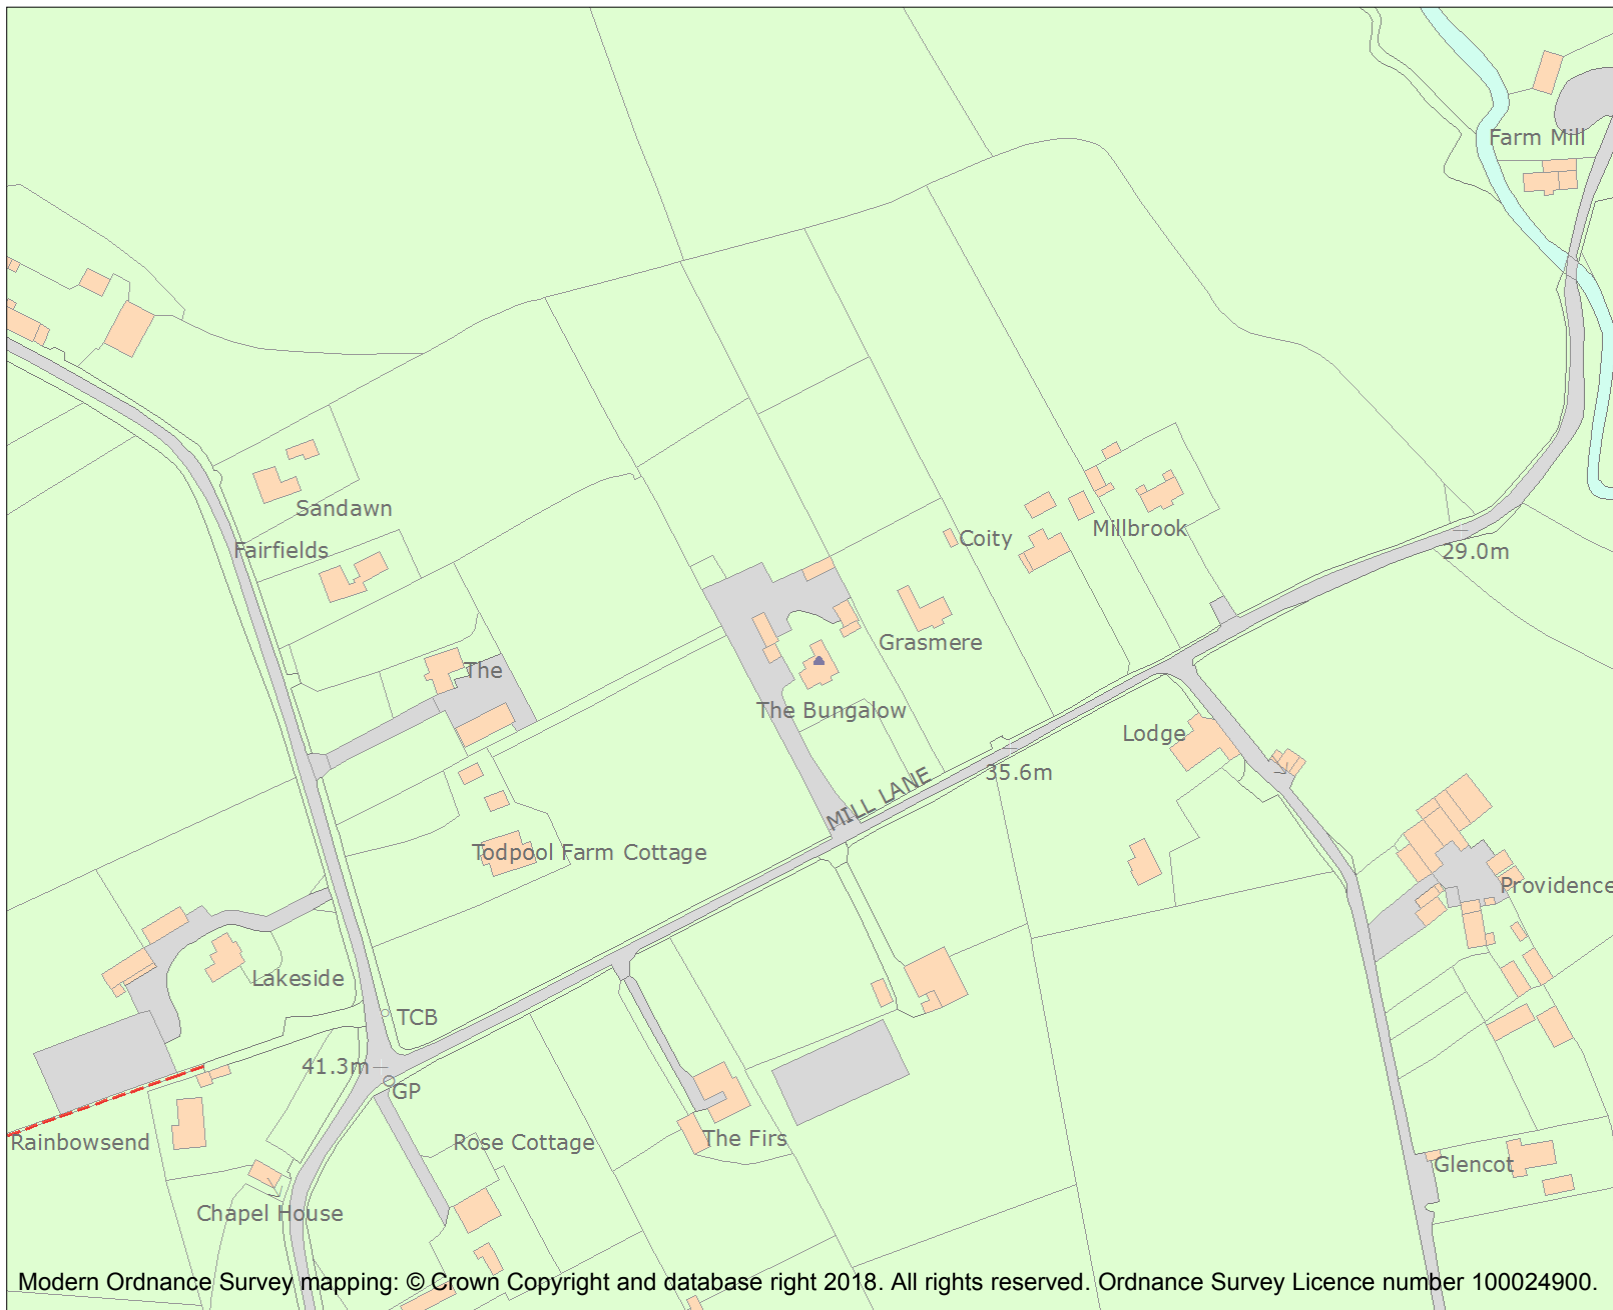 Farm Mill
Sandawn
Coity
Millbrook
Fairfields
29.0m
Grasmere
The
The Bungalow
Lodge
35.6m
MILL LANE
Todpool Farm Cottage
Providence
Lakeside
TCB
41.3m
GP
Rainbowsend
Rose Cottage
The Firs
Glencot
Chapel House
Modern Ordnance Survey mapping: © Crown Copyright and database right 2018. All rights reserved. Ordnance Survey Licence number 100024900.